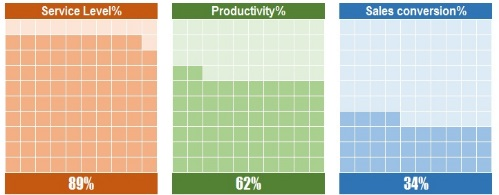 Service Level%
Productivity%
Sales conversion%
89%
62%
34%